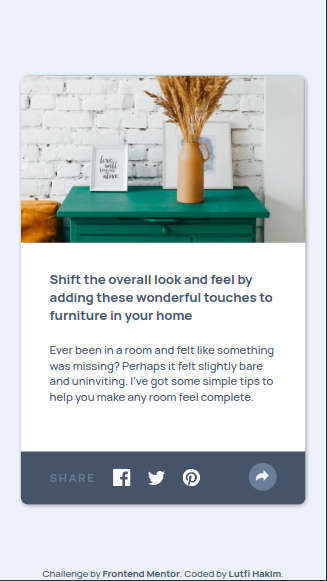 love
will
keep us
alive
Shift the overall look and feel by
adding these wonderful touches to
furniture in your home
Ever been in a room and felt like something
was missing? Perhaps it felt slightly bare
and uninviting. I've got some simple tips to
help you make any room feel complete.
SHARE
Challenge by Frontend Mentor. Coded by Lutfi Hakim.